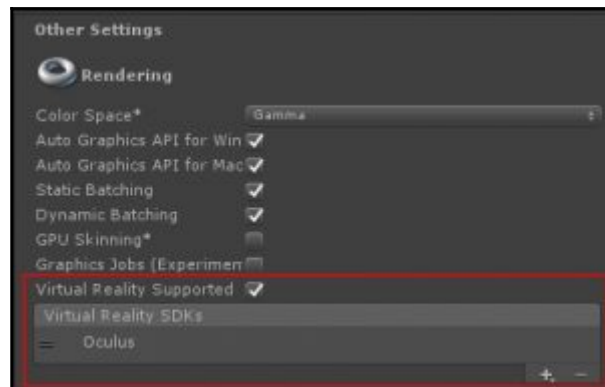 Other Settings
Rendering
Color Space*
Gamma
Auto Graphics API for Win
Auto Graphics API for Mac
Static Batching
Dynamic Batching
GPU Skinning*
Graphics Jobs (Experimen
Virtual Reality Supported
Virtual Reality SDKs
Oculus